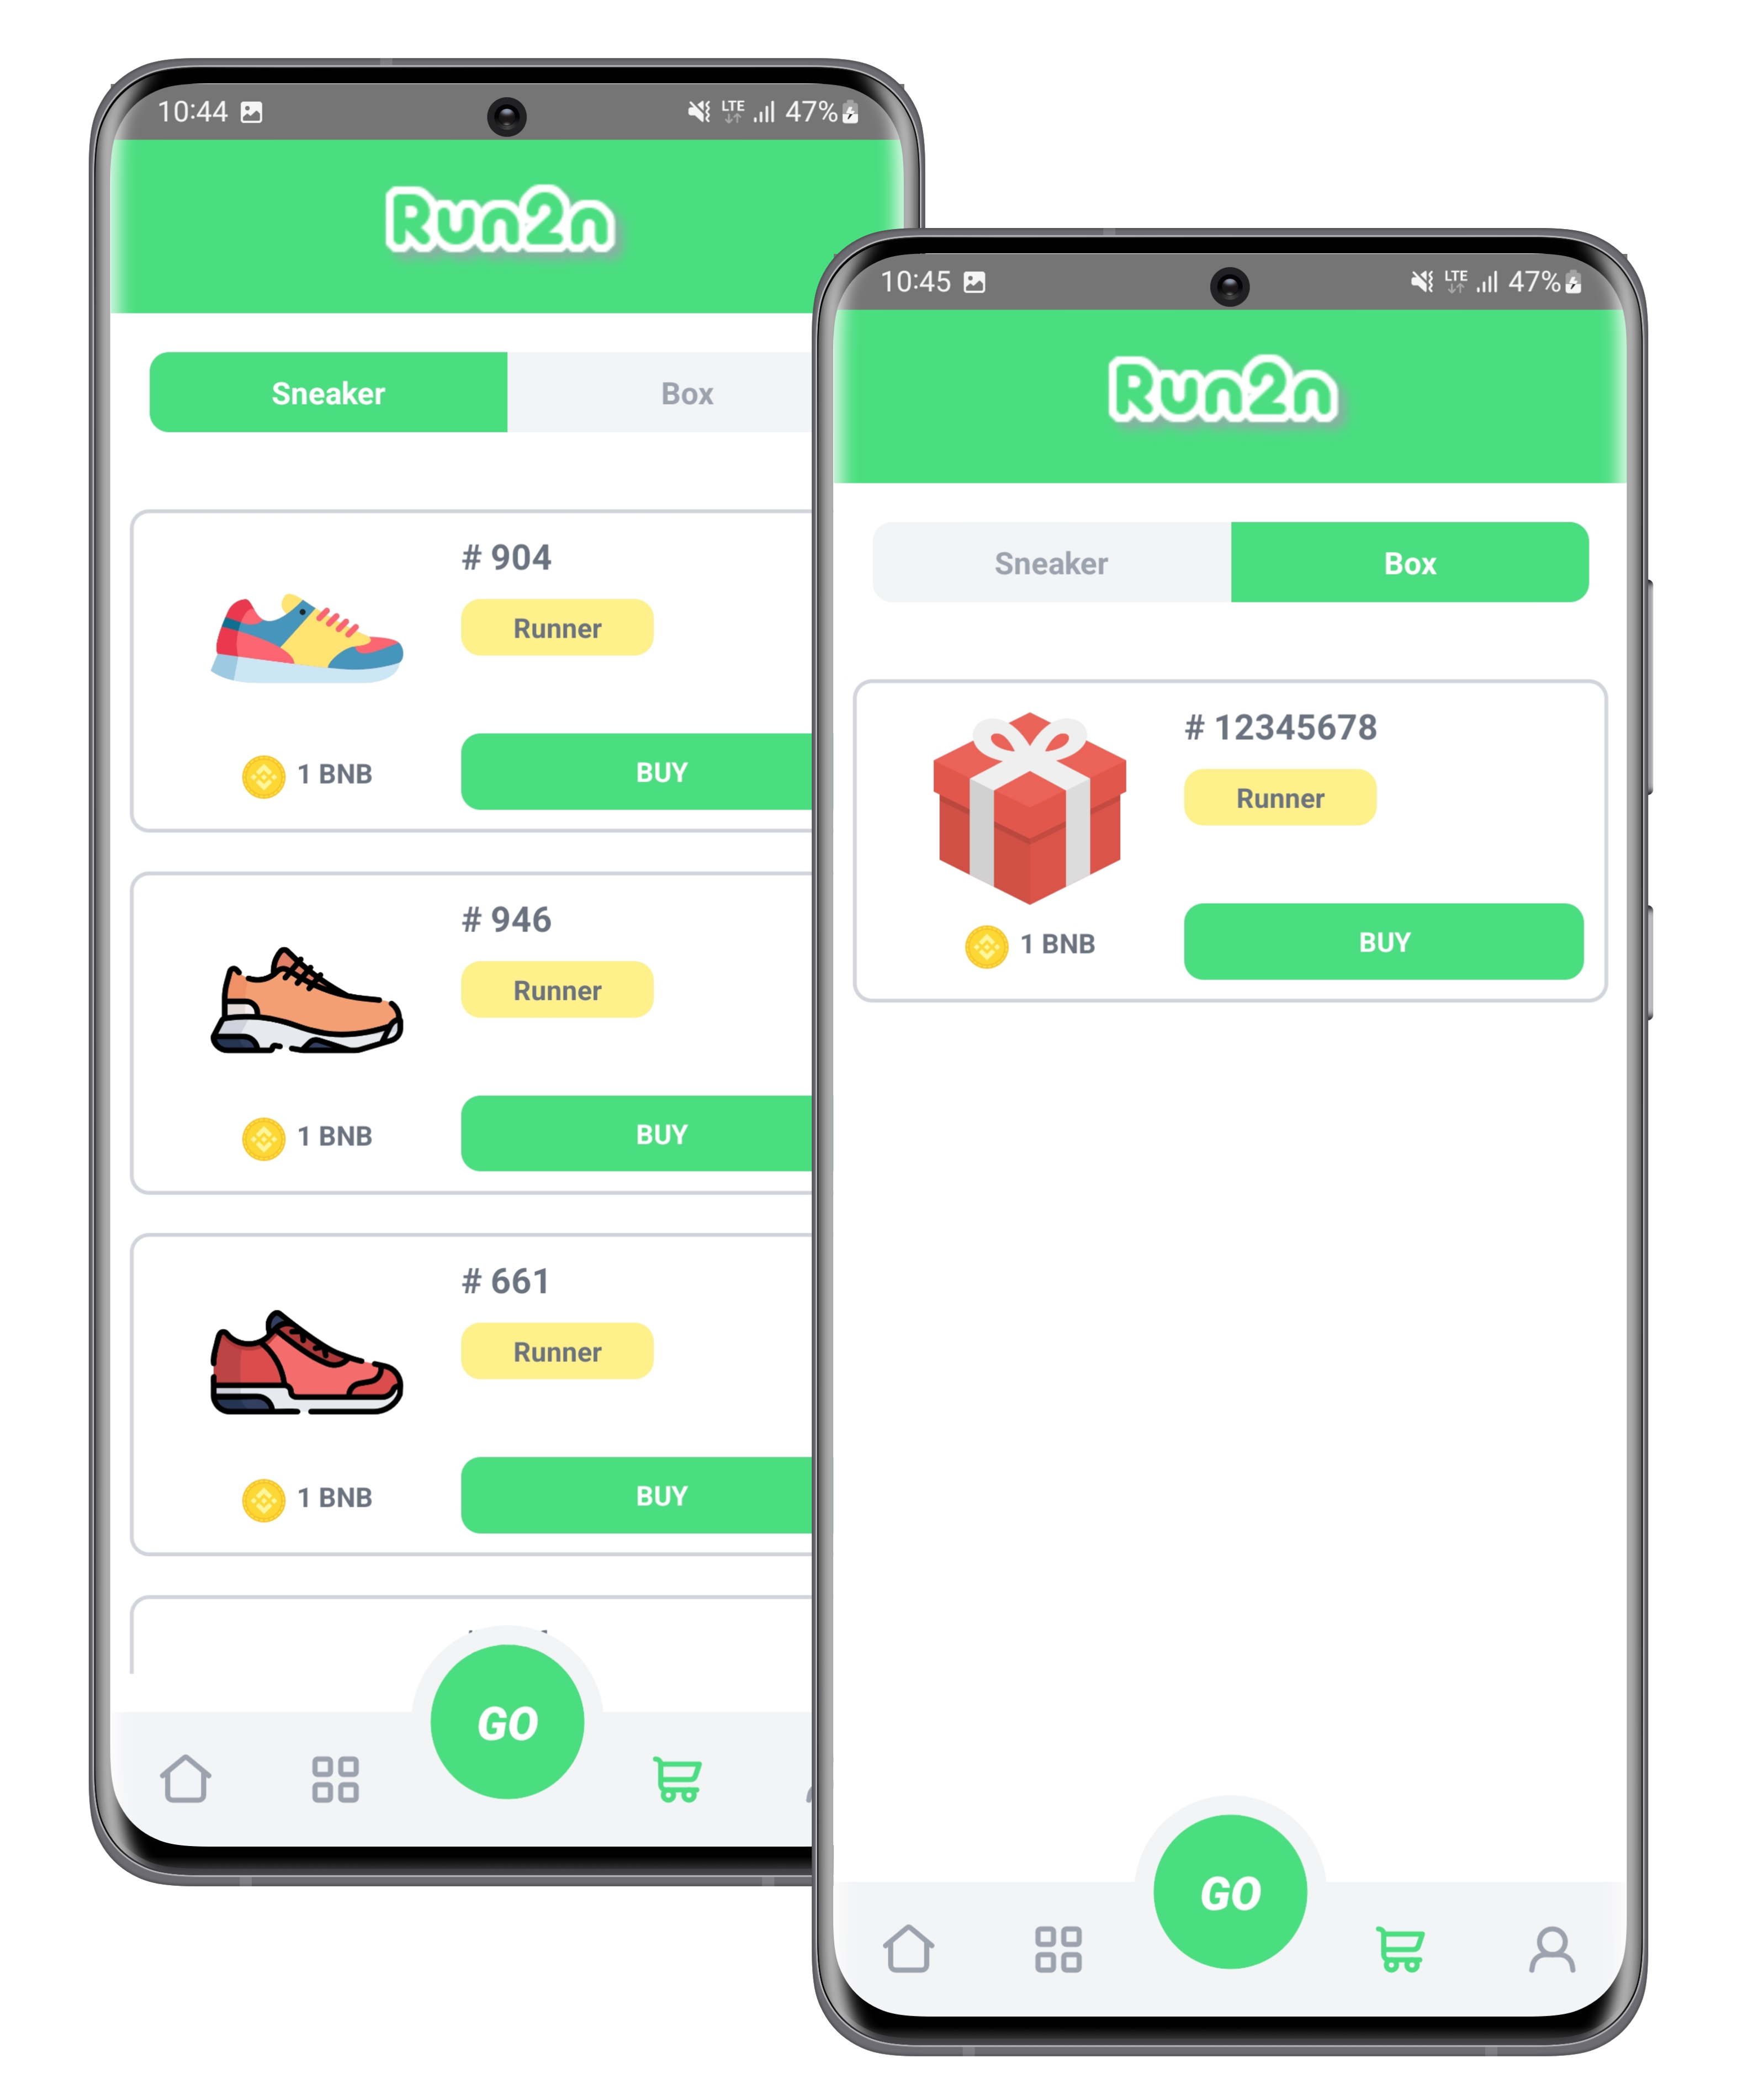 10:44 LTE 47%
Run2n
Sneaker Box
# 904
Runner
1 BNB BUY
# 946
Runner
1 BNB BUY
# 661
Runner
1 BNB BUY
GO
10:45 LTE 47%
Run2n
Sneaker Box
# 12345678
Runner
1 BNB BUY
GO